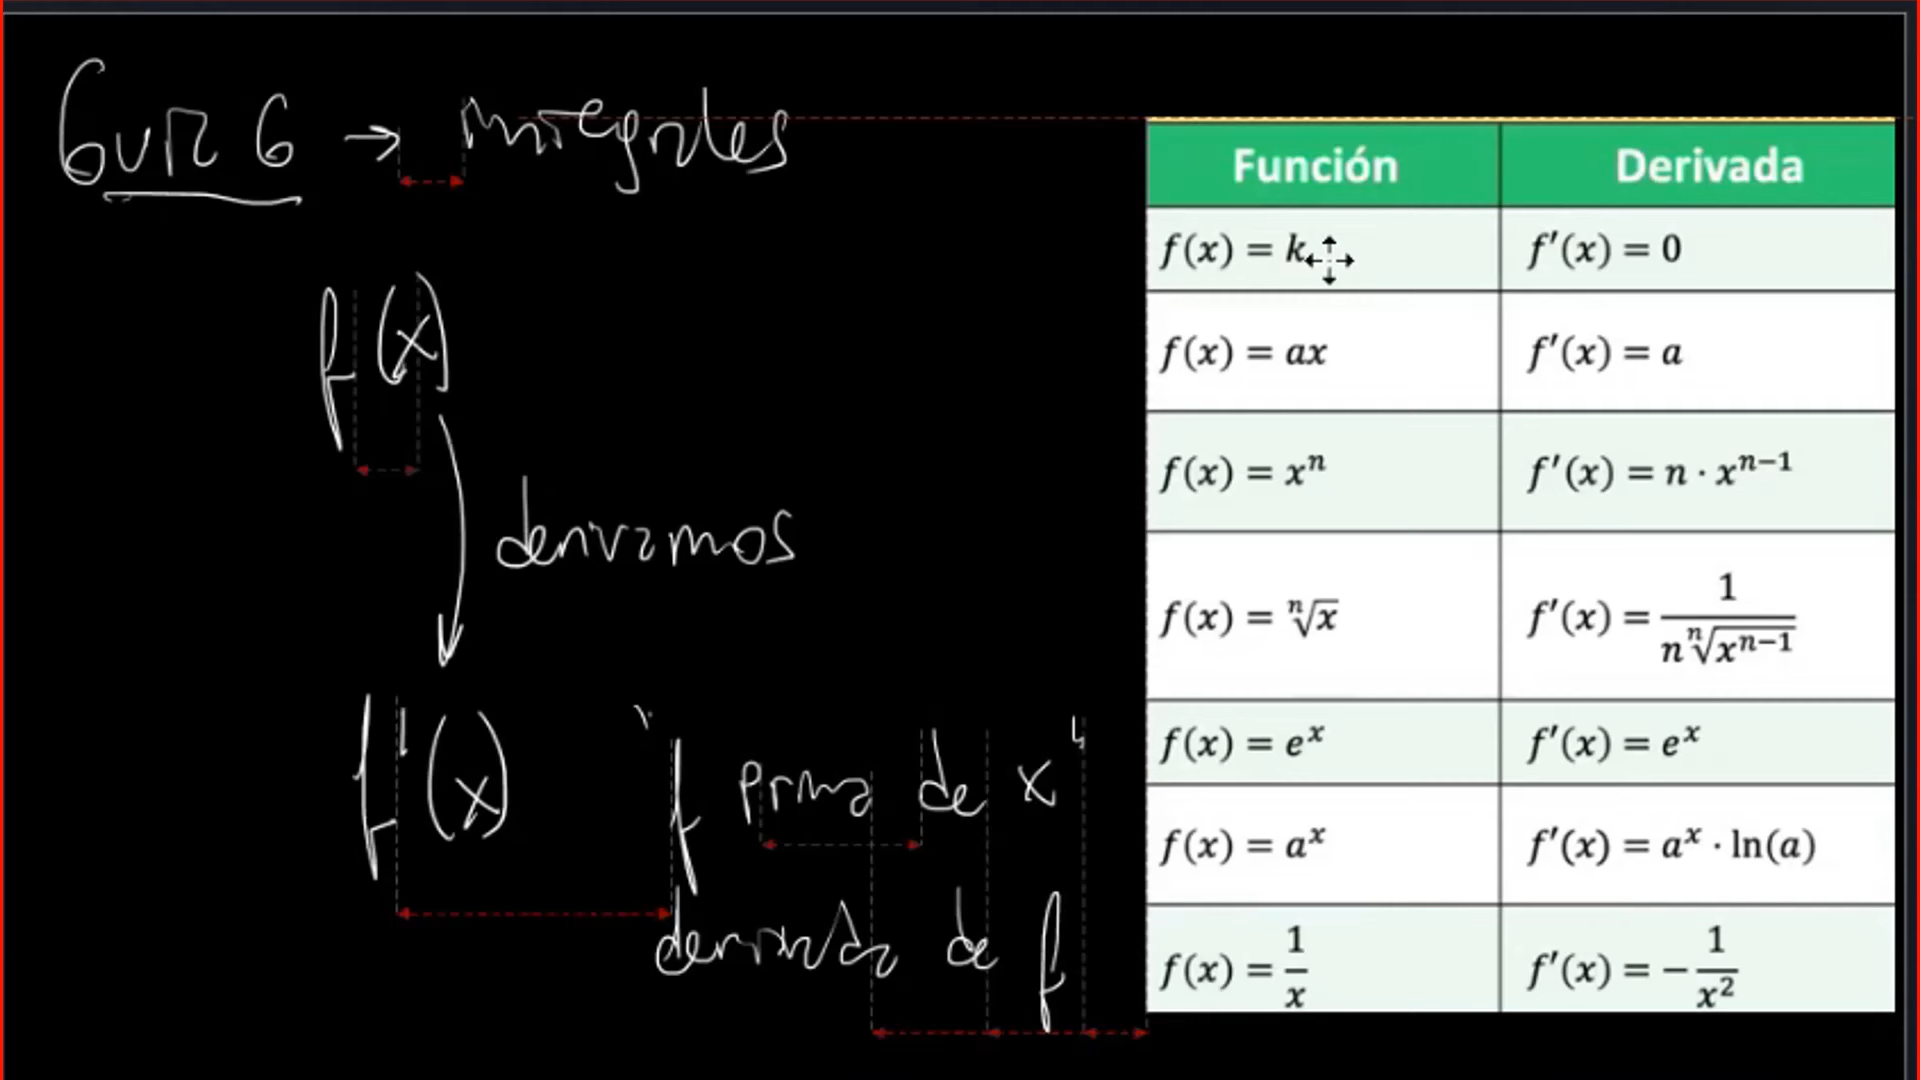 Guia 6 → integrales
f(x)
derivamos
f'(x) "f prima de x"
derivada de f
Función Derivada
f(x) = k f'(x) = 0
f(x) = ax f'(x) = a
f(x) = xⁿ f'(x) = n · xⁿ⁻¹
f(x) = ⁿ√x f'(x) = 1/(n ⁿ√(xⁿ⁻¹))
f(x) = eˣ f'(x) = eˣ
f(x) = aˣ f'(x) = aˣ · ln(a)
f(x) = 1/x f'(x) = −1/x²